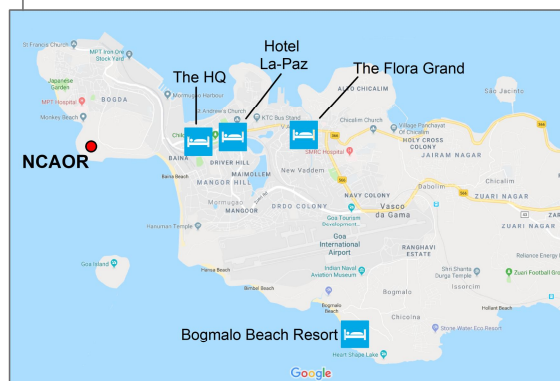 Hotel
La-Paz
The HQ
The Flora Grand
NCAOR
Bogmalo Beach Resort
St-Francis Church
MPT Iron Ore
Stock Yard
Japanese
Garden
BOGDA
MPT Hospital
Monkey Beach
Mormugao Harbour
St Andrew's Church
KTC Bus Stand
ALTO CHICALIM
São Jacinto
Chicalim Church
Village Panchayat
Of Chicalim
HOLY CROSS
COLONY
SMRC Hospital
JAIRAM NAGAR
BAINA
Baina Beach
DRIVER HILL
MAIMOLLEM
MANGOR HILL
Mormugao
MANGOOR
New Vaddem
NAVY COLONY
DRDO COLONY
Dabolim
Chicalim
ZUARI NAGAR
Vasco
da Gama
Goa Tourism
Development...
Goa
International
Airport
ZUARI NAGAR
Hanuman Temple
RANGHAVI
ESTATE
Goa Island
Hansa Beach
Bimbel Beach
Indian Naval
Aviation Museum
Shri Shanta
Durga Temple
Issorcim
Reliance Energy
Zuari Football Gro
Bogmalo
Bogmalo
Beach
Chicolna
Hollant Beach
Stone Water Eco Resort
Heart Shape Lake
Google